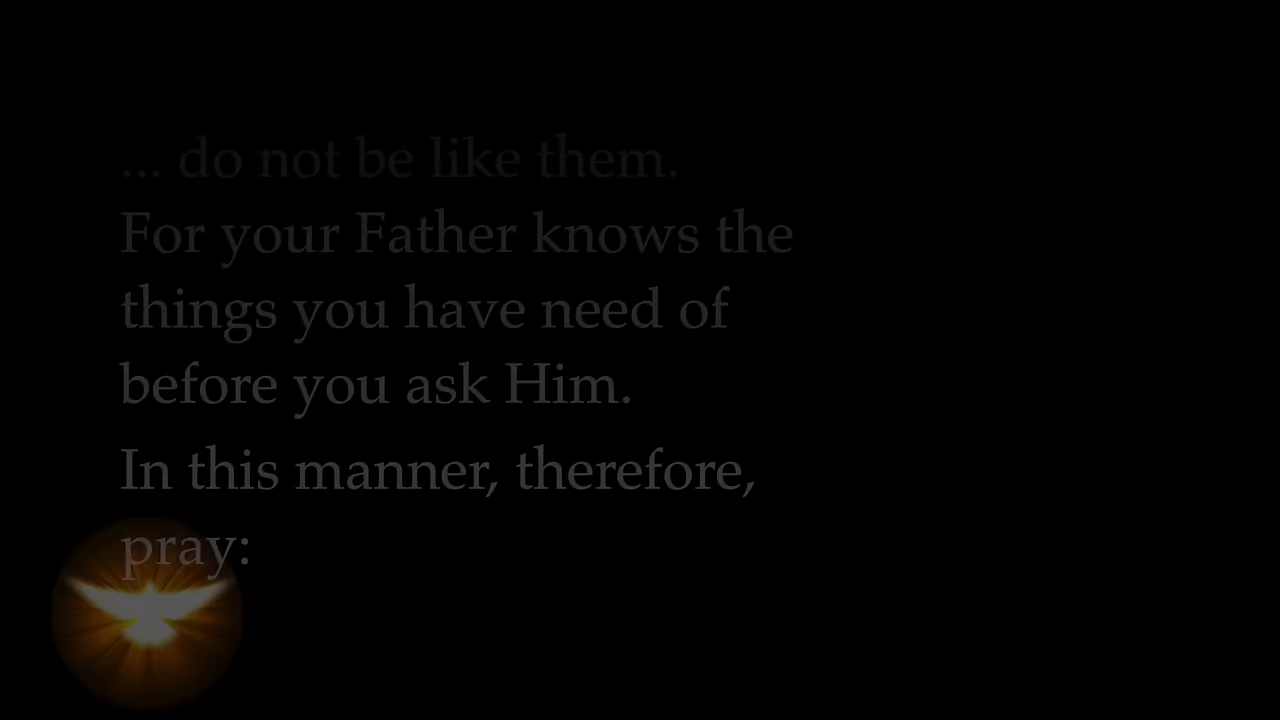 ... do not be like them.
For your Father knows the
things you have need of
before you ask Him.
In this manner, therefore,
pray: